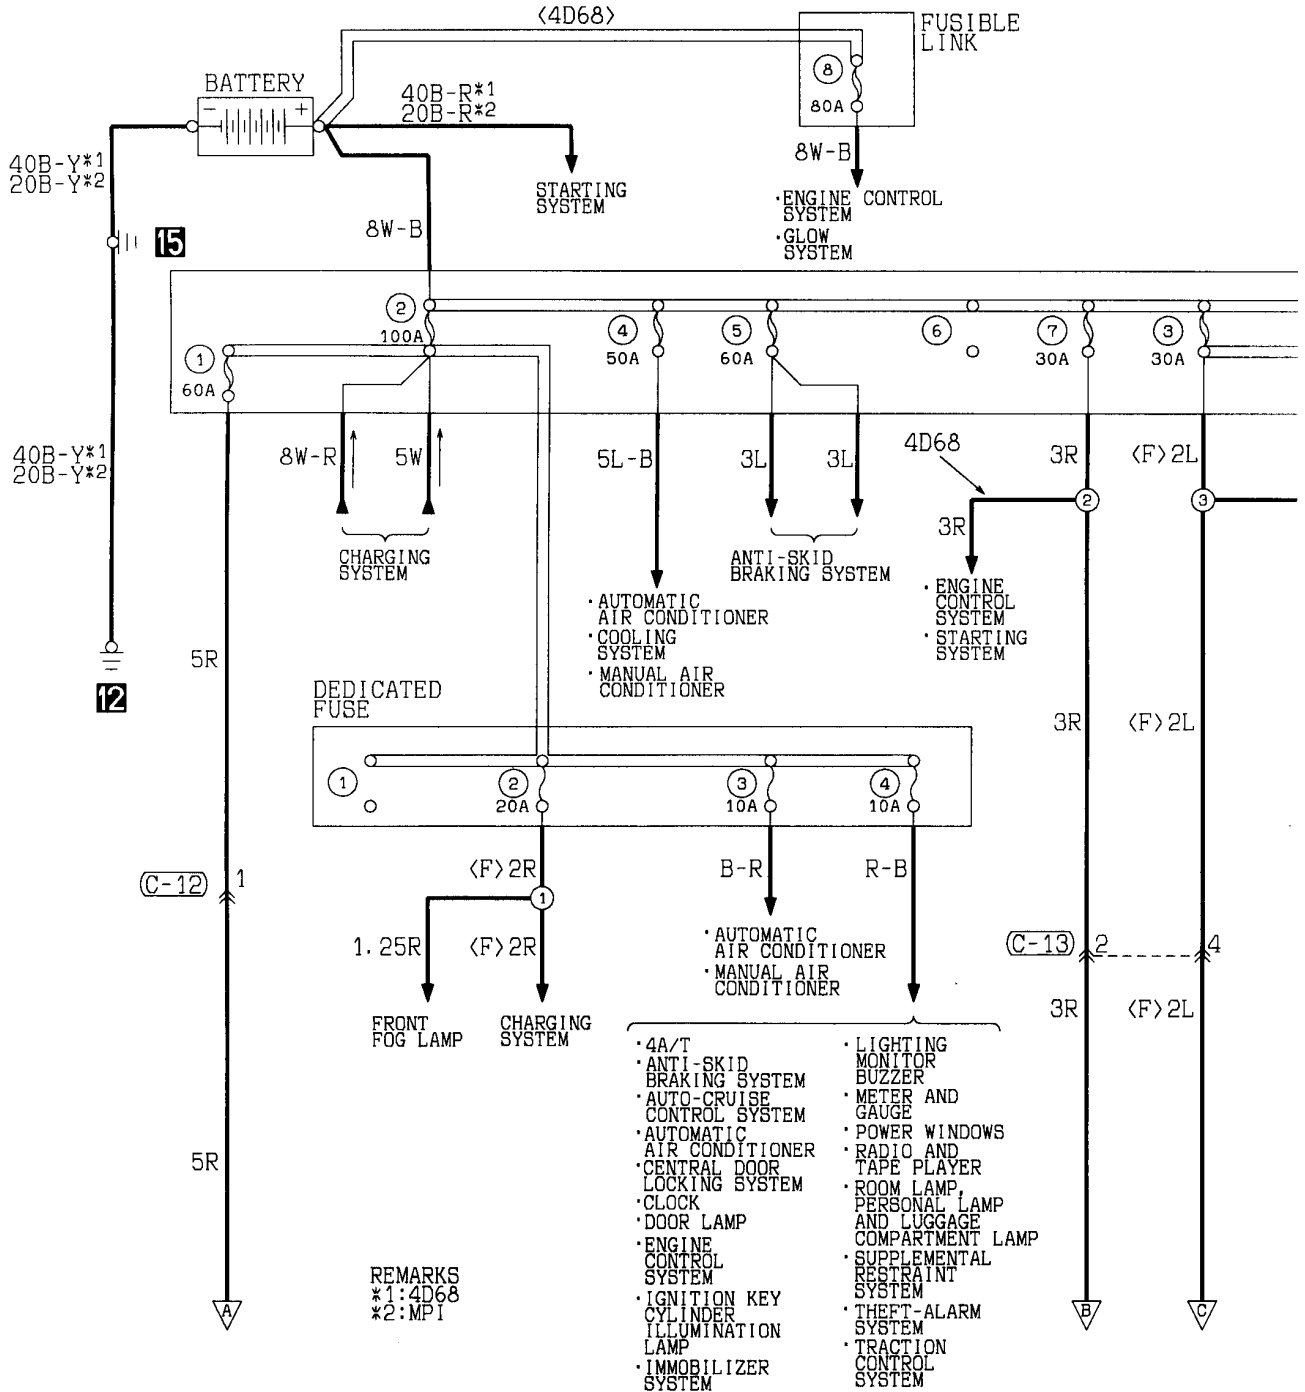 <4D68>
FUSIBLE
LINK
8
80A
BATTERY
- +
40B-R*1
20B-R*2
8W-B
40B-Y*1
20B-Y*2
STARTING
SYSTEM
·ENGINE CONTROL
SYSTEM
·GLOW
SYSTEM
15
8W-B
2
100A
1
60A
4
50A
5
60A
6
7
30A
3
30A
40B-Y*1
20B-Y*2
8W-R
5W
5L-B
3L
3L
4D68
3R
<F>2L
2
3
3R
CHARGING
SYSTEM
ANTI-SKID
BRAKING SYSTEM
·AUTOMATIC
AIR CONDITIONER
·COOLING
SYSTEM
·MANUAL AIR
CONDITIONER
·ENGINE
CONTROL
SYSTEM
·STARTING
SYSTEM
5R
12
DEDICATED
FUSE
3R
<F>2L
1
2
20A
3
10A
4
10A
<F>2R
B-R
R-B
C-12
1
1
1.25R
<F>2R
·AUTOMATIC
AIR CONDITIONER
·MANUAL AIR
CONDITIONER
C-13
2
4
3R
<F>2L
FRONT
FOG LAMP
CHARGING
SYSTEM
·4A/T
·ANTI-SKID
BRAKING SYSTEM
·AUTO-CRUISE
CONTROL SYSTEM
·AUTOMATIC
AIR CONDITIONER
·CENTRAL DOOR
LOCKING SYSTEM
·CLOCK
·DOOR LAMP
·ENGINE
CONTROL
SYSTEM
·IGNITION KEY
CYLINDER
ILLUMINATION
LAMP
·IMMOBILIZER
SYSTEM
·LIGHTING
MONITOR
BUZZER
·METER AND
GAUGE
·POWER WINDOWS
·RADIO AND
TAPE PLAYER
·ROOM LAMP,
PERSONAL LAMP
AND LUGGAGE
COMPARTMENT LAMP
·SUPPLEMENTAL
RESTRAINT
SYSTEM
·THEFT-ALARM
SYSTEM
·TRACTION
CONTROL
SYSTEM
5R
REMARKS
*1:4D68
*2:MPI
A
B
C